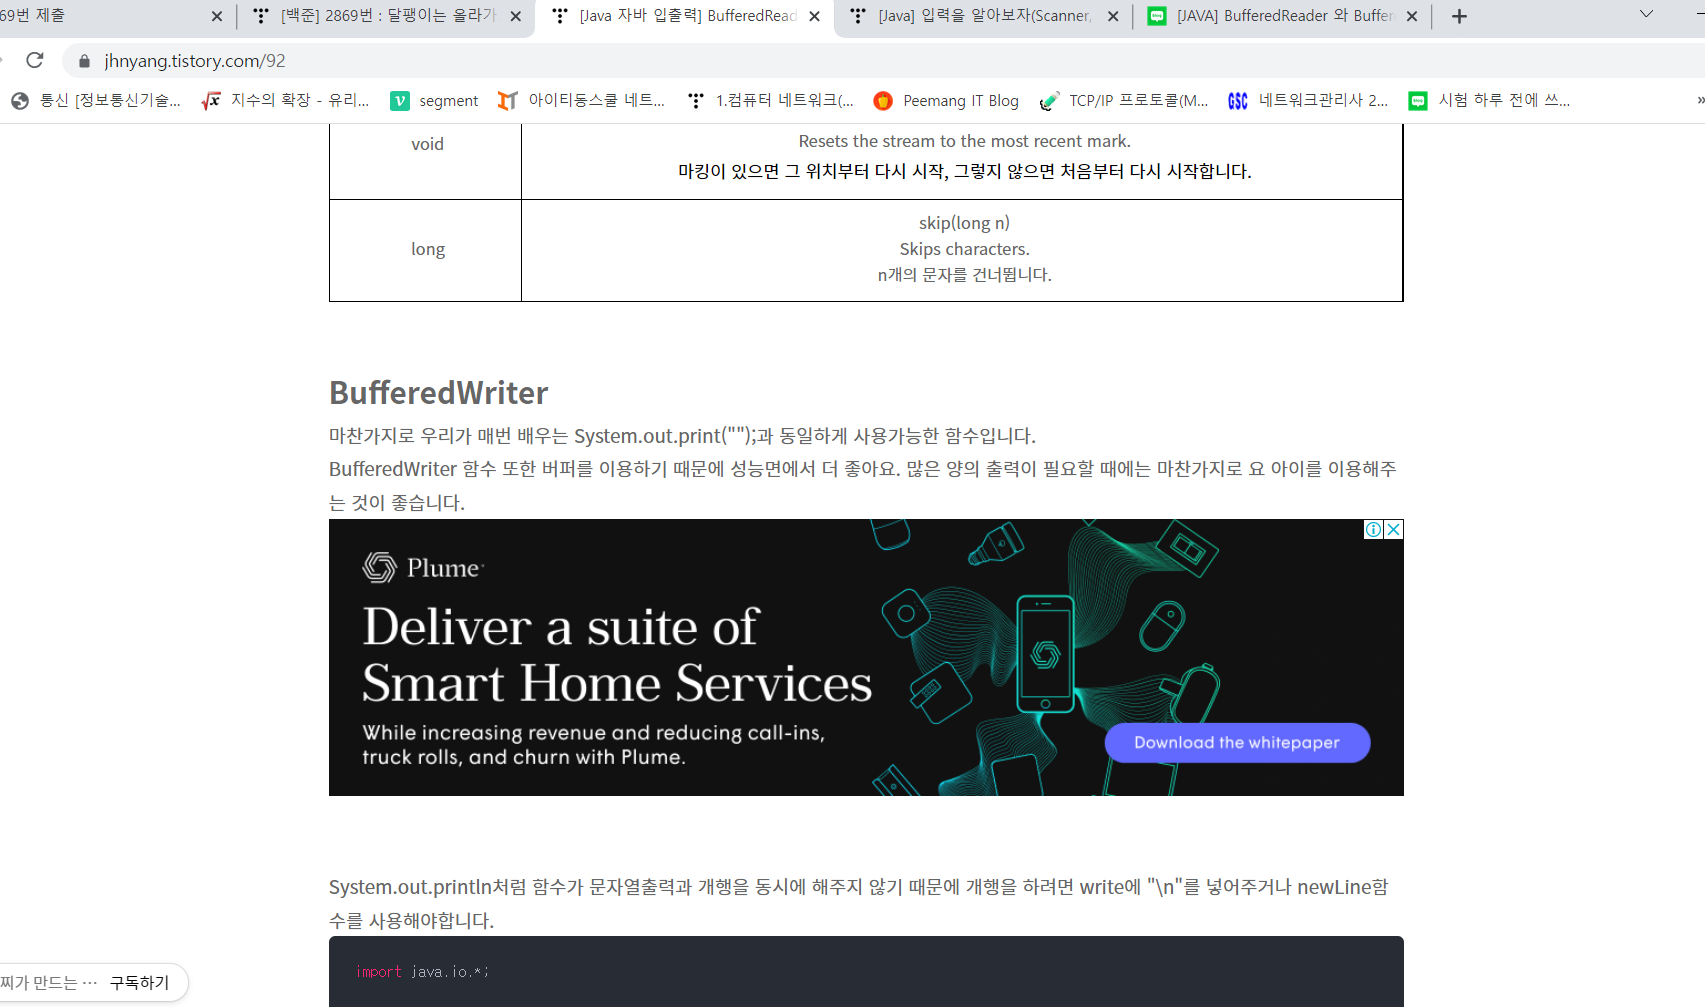 69번 제출
[백준] 2869번 : 달팽이는 올라가
[Java 자바 입출력] BufferedRead
[Java] 입력을 알아보자(Scanner,
[JAVA] BufferedReader 와 Buffer
jhnyang.tistory.com/92
통신 [정보통신기술...
지수의 확장 - 유리...
segment
아이티동스쿨 네트...
1.컴퓨터 네트워크(...
Peemang IT Blog
TCP/IP 프로토콜(M...
네트워크관리사 2...
시험 하루 전에 쓰...
void
Resets the stream to the most recent mark.
마킹이 있으면 그 위치부터 다시 시작, 그렇지 않으면 처음부터 다시 시작합니다.
long
skip(long n)
Skips characters.
n개의 문자를 건너뜁니다.
BufferedWriter
마찬가지로 우리가 매번 배우는 System.out.print("");과 동일하게 사용가능한 함수입니다.
BufferedWriter 함수 또한 버퍼를 이용하기 때문에 성능면에서 더 좋아요. 많은 양의 출력이 필요할 때에는 마찬가지로 요 아이를 이용해주
는 것이 좋습니다.
Plume
Deliver a suite of
Smart Home Services
While increasing revenue and reducing call-ins,
truck rolls, and churn with Plume.
Download the whitepaper
System.out.println처럼 함수가 문자열출력과 개행을 동시에 해주지 않기 때문에 개행을 하려면 write에 "\n"를 넣어주거나 newLine함
수를 사용해야합니다.
import java.io.*;
찌가 만드는 ... 구독하기